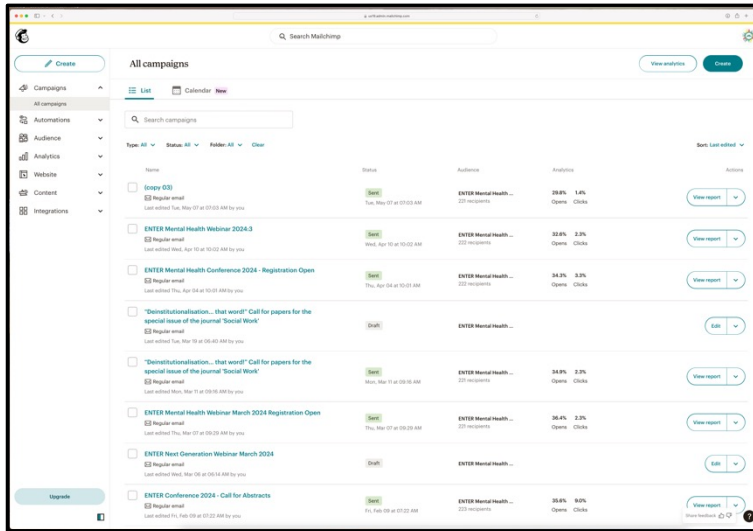 Search Mailchimp
Create
Campaigns
All campaigns
Automations
Audience
Analytics
Website
Content
Integrations
Upgrade
All campaigns
View analytics
Create
List
Calendar New
Search campaigns
Type: All Status: All Folder: All Clear
Sort: Last edited
Name Status Audience Analytics Actions
(copy 03)
Regular email
Last edited Tue, May 07 at 07:03 AM by you
Sent
Tue, May 07 at 07:03 AM
ENTER Mental Health ...
221 recipients
29.8% 1.4%
Opens Clicks
View report
ENTER Mental Health Webinar 2024:3
Regular email
Last edited Wed, Apr 10 at 10:02 AM by you
Sent
Wed, Apr 10 at 10:02 AM
ENTER Mental Health ...
222 recipients
32.6% 2.3%
Opens Clicks
View report
ENTER Mental Health Conference 2024 - Registration Open
Regular email
Last edited Thu, Apr 04 at 10:01 AM by you
Sent
Thu, Apr 04 at 10:01 AM
ENTER Mental Health ...
222 recipients
34.3% 3.3%
Opens Clicks
View report
"Deinstitutionalisation... that word!" Call for papers for the
special issue of the journal 'Social Work'
Regular email
Last edited Tue, Mar 19 at 06:40 AM by you
Draft
ENTER Mental Health ...
Edit
"Deinstitutionalisation... that word!" Call for papers for the
special issue of the journal 'Social Work'
Regular email
Last edited Mon, Mar 11 at 09:16 AM by you
Sent
Mon, Mar 11 at 09:16 AM
ENTER Mental Health ...
221 recipients
34.9% 2.3%
Opens Clicks
View report
ENTER Mental Health Webinar March 2024 Registration Open
Regular email
Last edited Thu, Mar 07 at 09:29 AM by you
Sent
Thu, Mar 07 at 09:29 AM
ENTER Mental Health ...
221 recipients
36.4% 2.3%
Opens Clicks
View report
ENTER Next Generation Webinar March 2024
Regular email
Last edited Wed, Mar 06 at 06:14 AM by you
Draft
ENTER Mental Health ...
Edit
ENTER Conference 2024 - Call for Abstracts
Regular email
Last edited Fri, Feb 09 at 07:22 AM by you
Sent
Fri, Feb 09 at 07:22 AM
ENTER Mental Health ...
223 recipients
35.6% 9.0%
Opens Clicks
View report
Share feedback
?